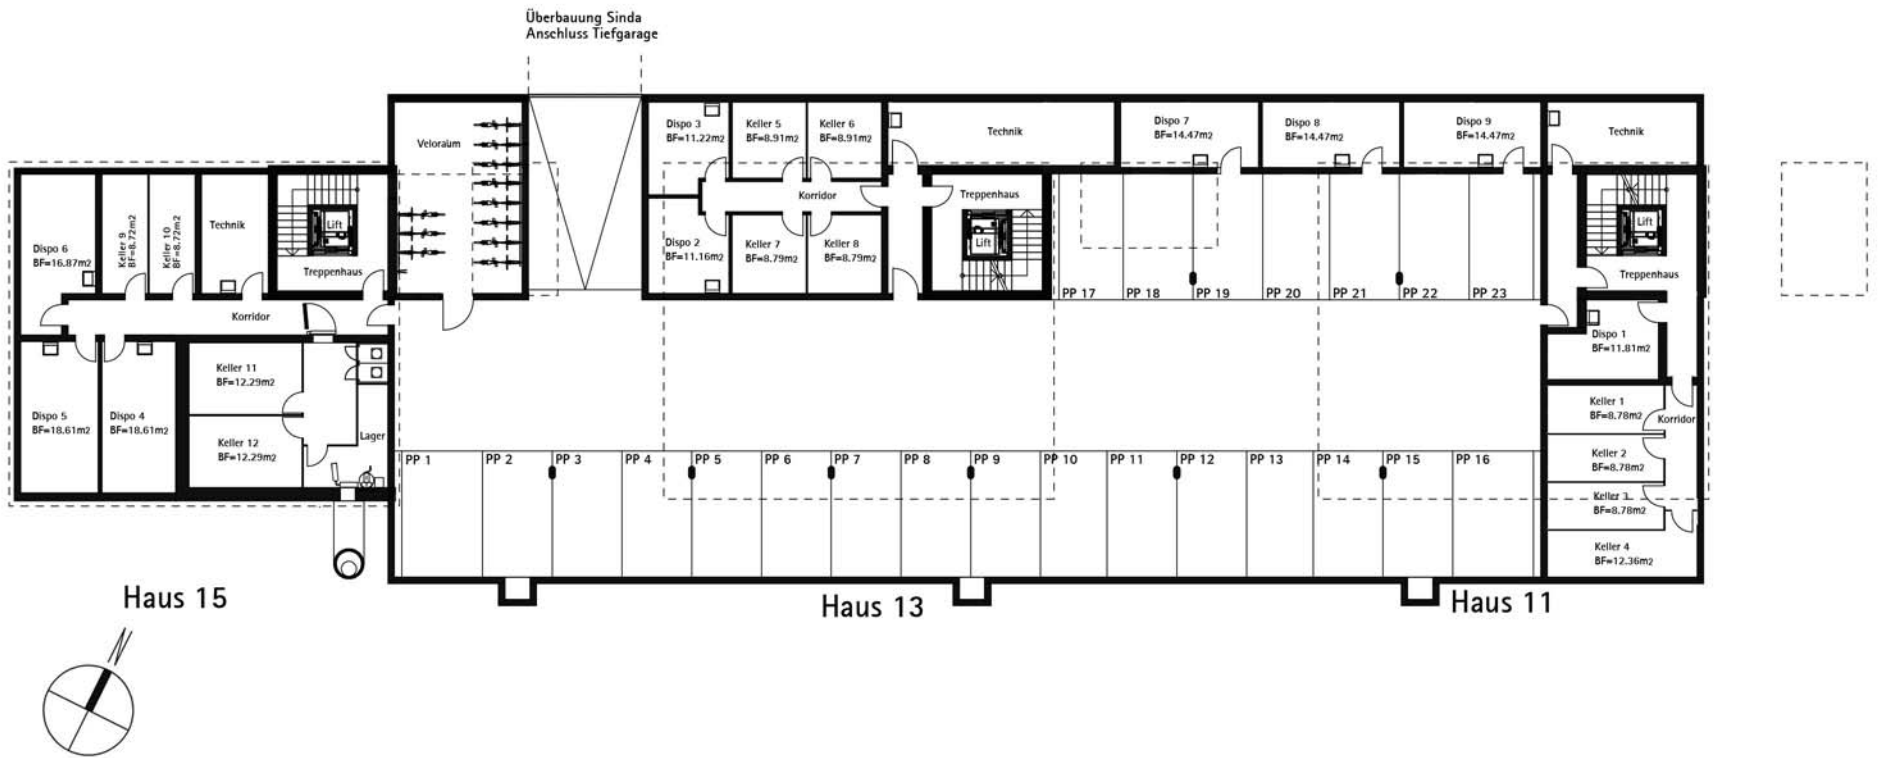 Überbauung Sinda
Anschluss Tiefgarage
Veloraum
Dispo 3
BF=11.22m2
Keller 5
BF=8.91m2
Keller 6
BF=8.91m2
Technik
Dispo 7
BF=14.47m2
Dispo 8
BF=14.47m2
Dispo 9
BF=14.47m2
Technik
Dispo 6
BF=16.87m2
Keller 9
BF=8.72m2
Keller 10
BF=8.72m2
Technik
Lift
Treppenhaus
Korridor
Dispo 2
BF=11.16m2
Keller 7
BF=8.79m2
Keller 8
BF=8.79m2
Korridor
Treppenhaus
Lift
PP 17
PP 18
PP 19
PP 20
PP 21
PP 22
PP 23
Lift
Treppenhaus
Dispo 1
BF=11.81m2
Dispo 5
BF=18.61m2
Dispo 4
BF=18.61m2
Keller 11
BF=12.29m2
Keller 12
BF=12.29m2
Lager
PP 1
PP 2
PP 3
PP 4
PP 5
PP 6
PP 7
PP 8
PP 9
PP 10
PP 11
PP 12
PP 13
PP 14
PP 15
PP 16
Keller 1
BF=8.78m2
Korridor
Keller 2
BF=8.78m2
Keller 3
BF=8.78m2
Keller 4
BF=12.36m2
Haus 15
Haus 13
Haus 11
N